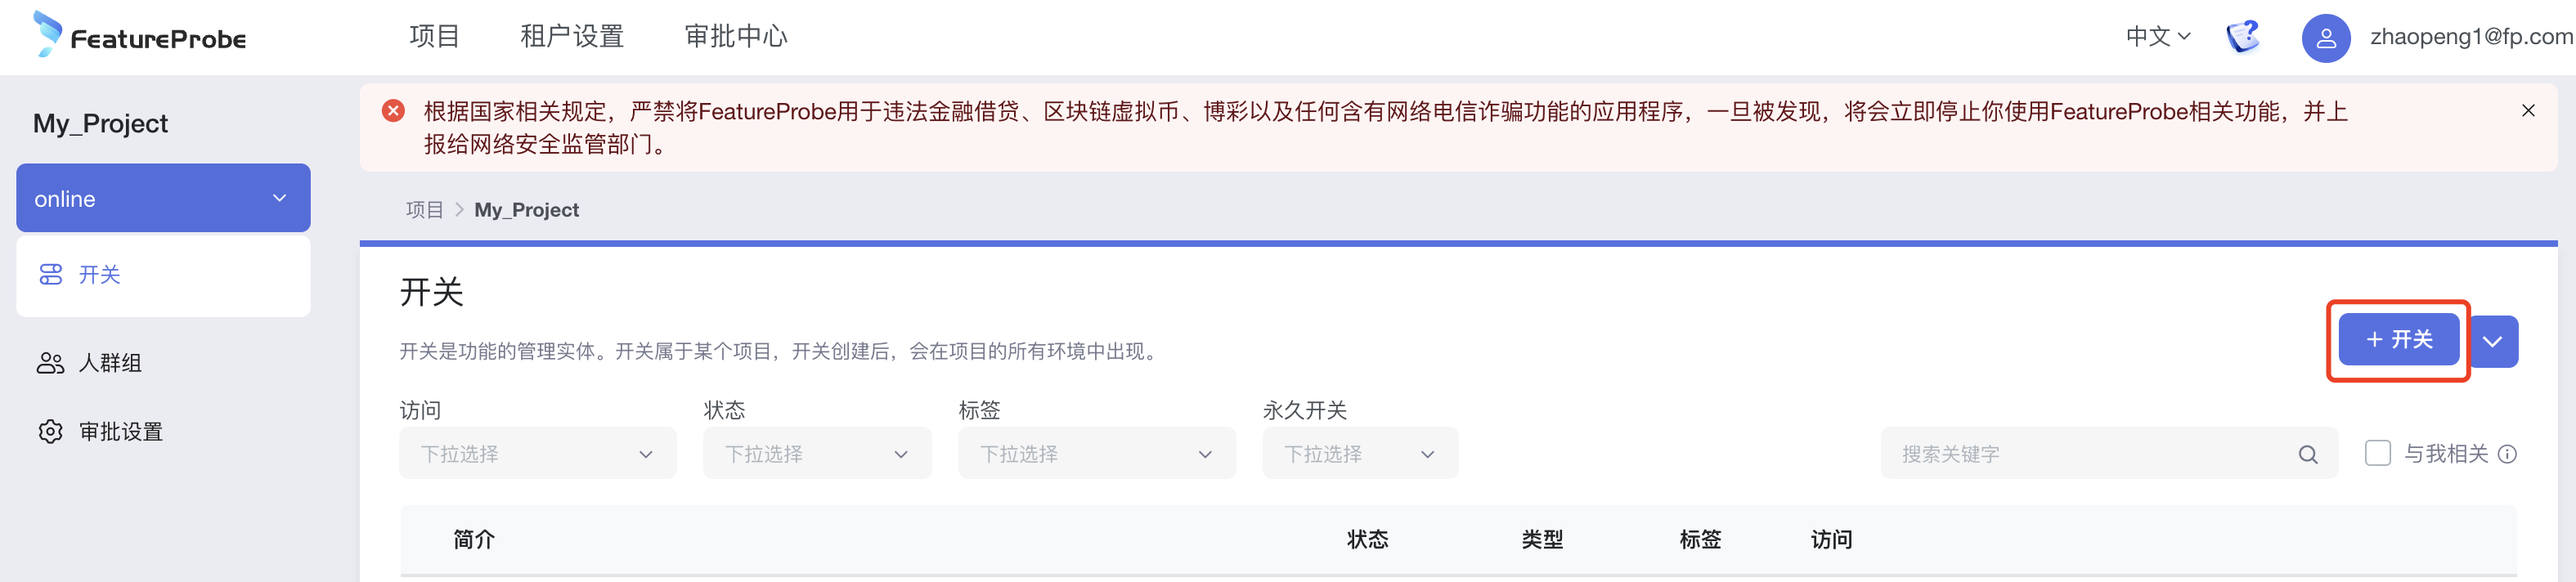 FeatureProbe
项目
租户设置
审批中心
中文
zhaopeng1@fp.com
My_Project
online
开关
人群组
审批设置
根据国家相关规定，严禁将FeatureProbe用于违法金融借贷、区块链虚拟币、博彩以及任何含有网络电信诈骗功能的应用程序，一旦被发现，将会立即停止你使用FeatureProbe相关功能，并上
报给网络安全监管部门。
项目 > My_Project
开关
开关是功能的管理实体。开关属于某个项目，开关创建后，会在项目的所有环境中出现。
+ 开关
访问
状态
标签
永久开关
下拉选择
下拉选择
下拉选择
下拉选择
搜索关键字
与我相关
简介
状态
类型
标签
访问